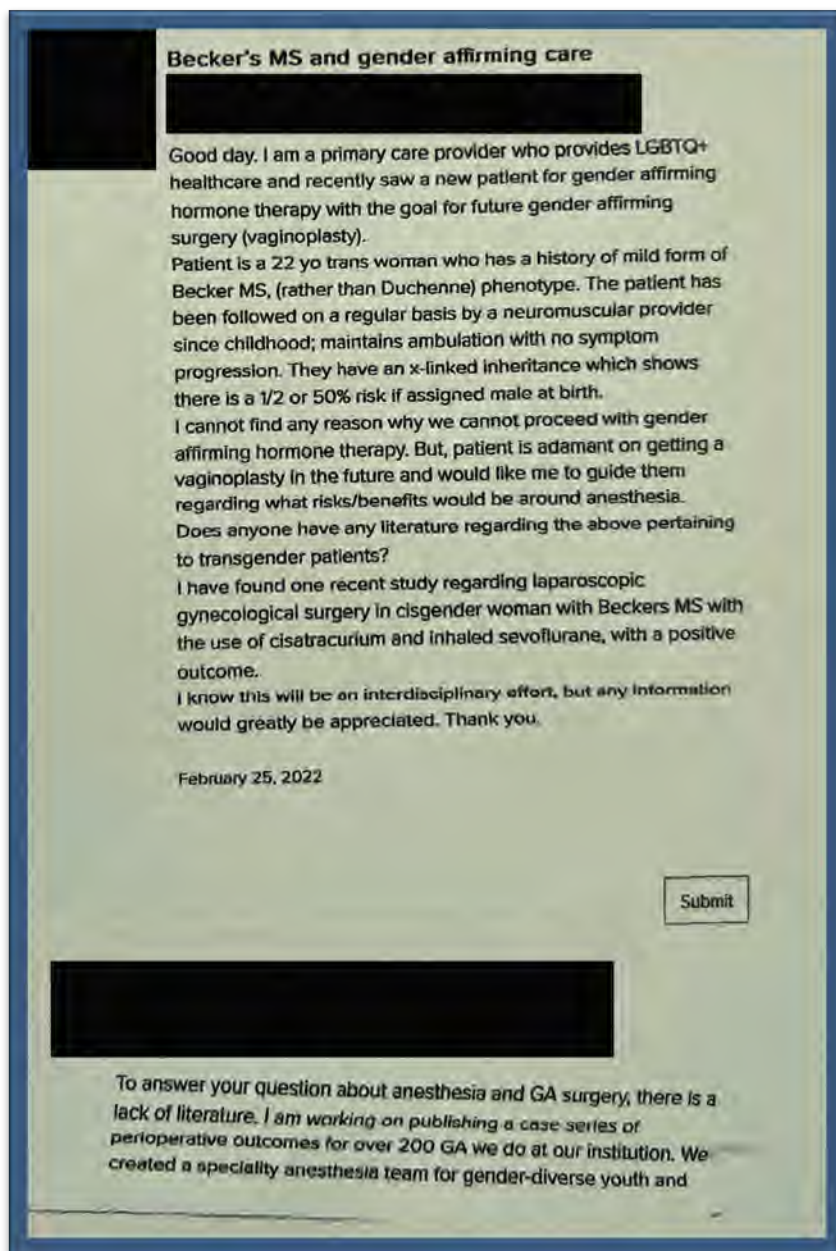 Becker's MS and gender affirming care
Good day. I am a primary care provider who provides LGBTQ+
healthcare and recently saw a new patient for gender affirming
hormone therapy with the goal for future gender affirming
surgery (vaginoplasty).
Patient is a 22 yo trans woman who has a history of mild form of
Becker MS, (rather than Duchenne) phenotype. The patient has
been followed on a regular basis by a neuromuscular provider
since childhood; maintains ambulation with no symptom
progression. They have an x-linked inheritance which shows
there is a 1/2 or 50% risk if assigned male at birth.
I cannot find any reason why we cannot proceed with gender
affirming hormone therapy. But, patient is adamant on getting a
vaginoplasty in the future and would like me to guide them
regarding what risks/benefits would be around anesthesia.
Does anyone have any literature regarding the above pertaining
to transgender patients?
I have found one recent study regarding laparoscopic
gynecological surgery in cisgender woman with Beckers MS with
the use of cisatracurium and inhaled sevoflurane, with a positive
outcome.
I know this will be an interdisciplinary effort, but any information
would greatly be appreciated. Thank you.
February 25, 2022
Submit
To answer your question about anesthesia and GA surgery, there is a
lack of literature. I am working on publishing a case series of
perioperative outcomes for over 200 GA we do at our institution. We
created a speciality anesthesia team for gender-diverse youth and